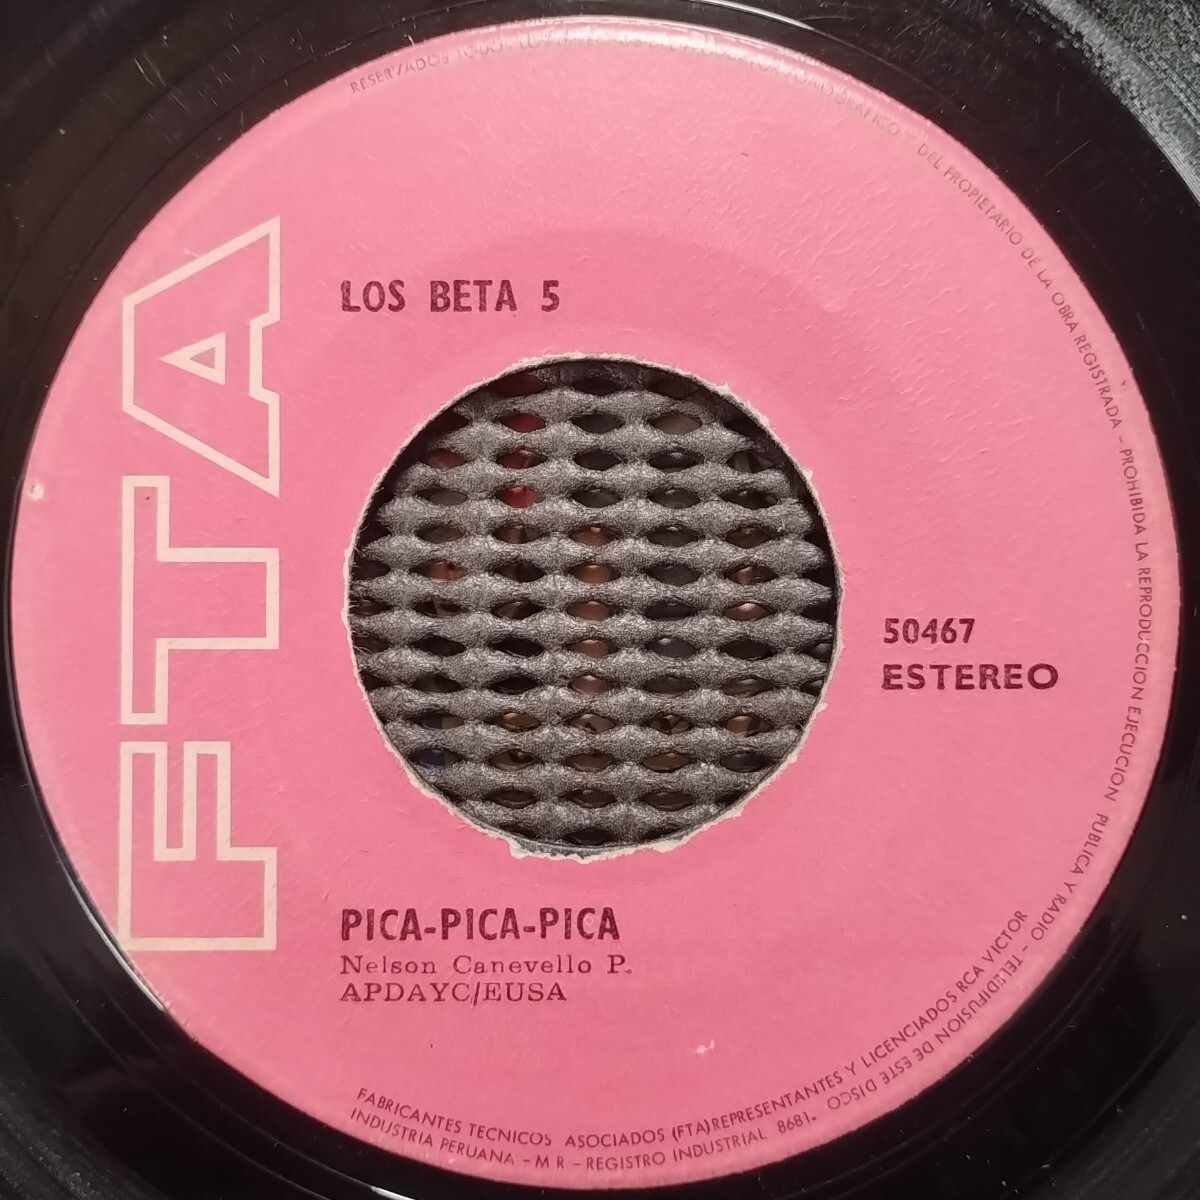 RESERVADOS TODOS LOS DERECHOS DEL PRODUCTOR FONOGRAFICO Y DEL PROPIETARIO DE LA OBRA REGISTRADA - PROHIBIDA LA REPRODUCCION EJECUCION PUBLICA Y RADIO - TELEDIFUSION DE ESTE DISCO
FTA
LOS BETA 5
50467
ESTEREO
PICA-PICA-PICA
Nelson Canevello P.
APDAYC/EUSA
FABRICANTES TECNICOS ASOCIADOS (FTA) REPRESENTANTES Y LICENCIADOS RCA VICTOR
INDUSTRIA PERUANA - M R - REGISTRO INDUSTRIAL 8681.